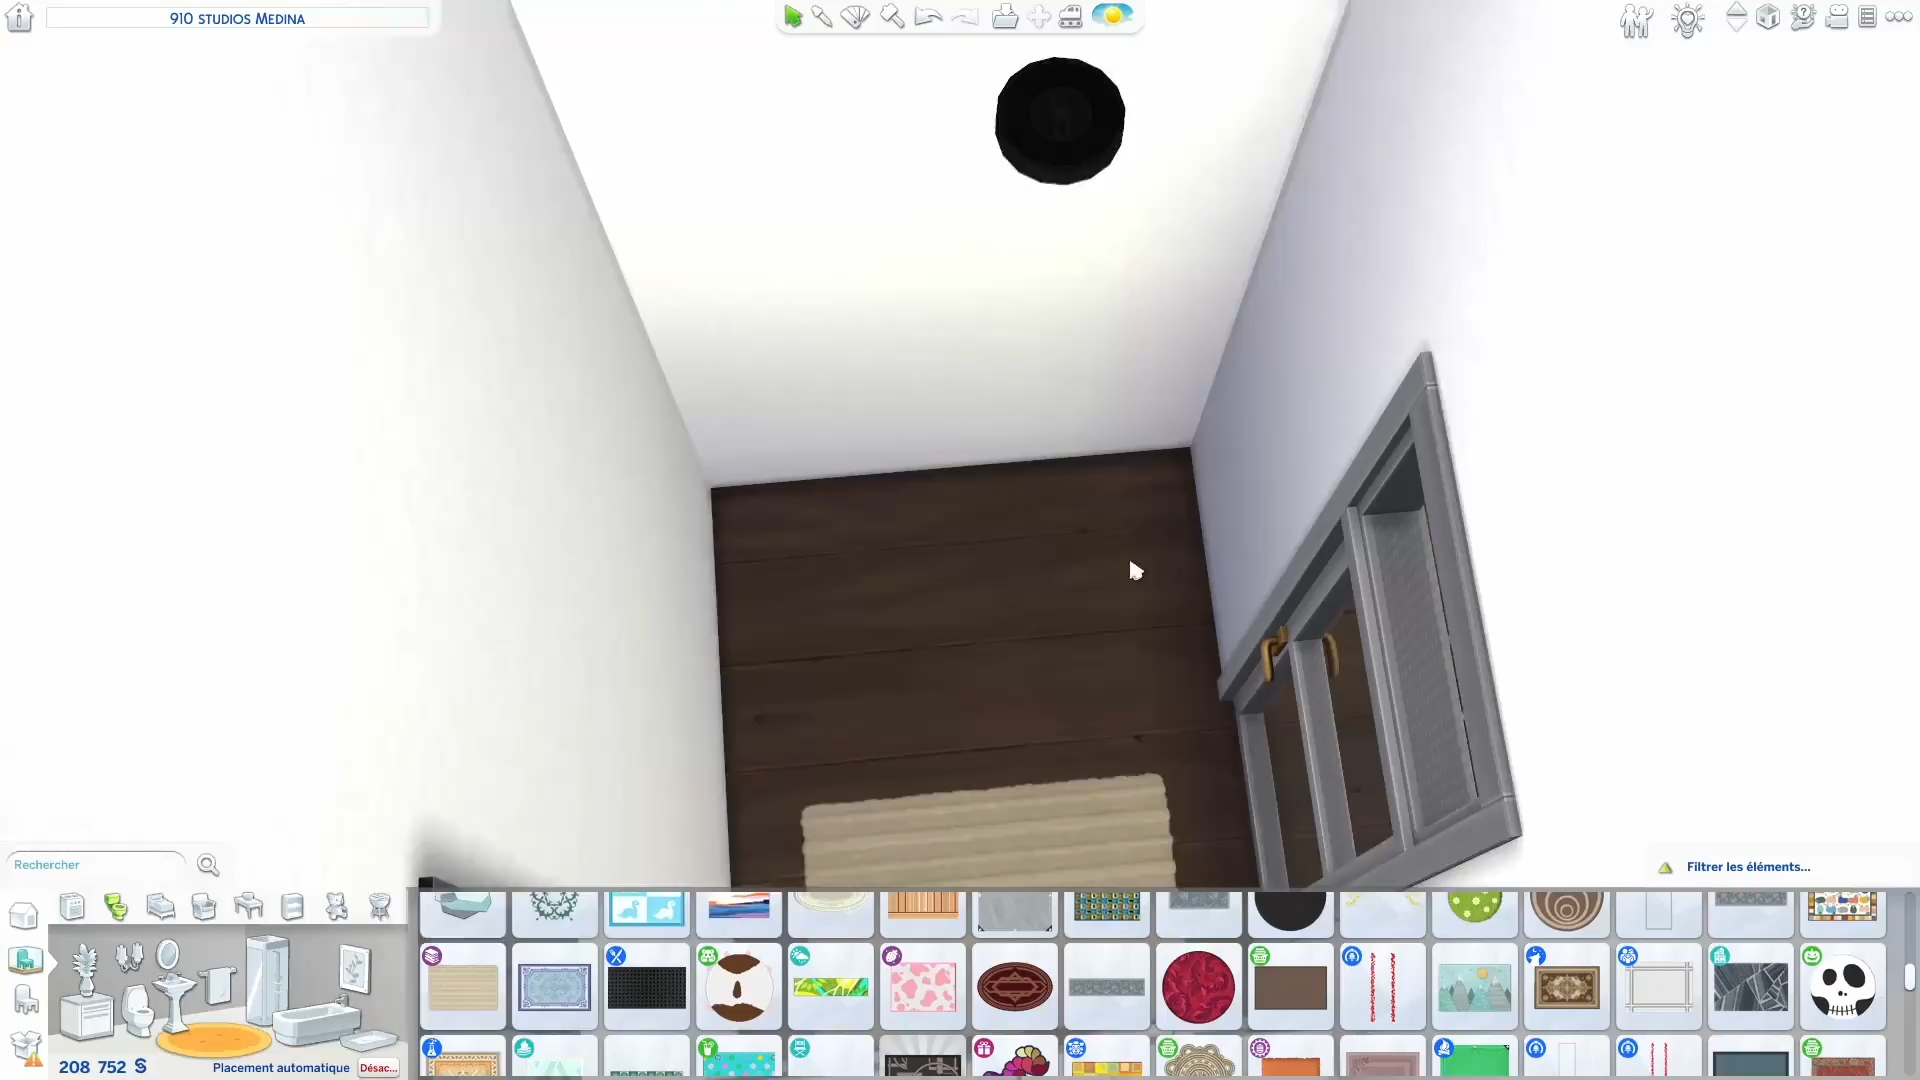 910 STUDIOS MEDINA
Rechercher
Filtrer les éléments...
208 752 §
Placement automatique
Désac...